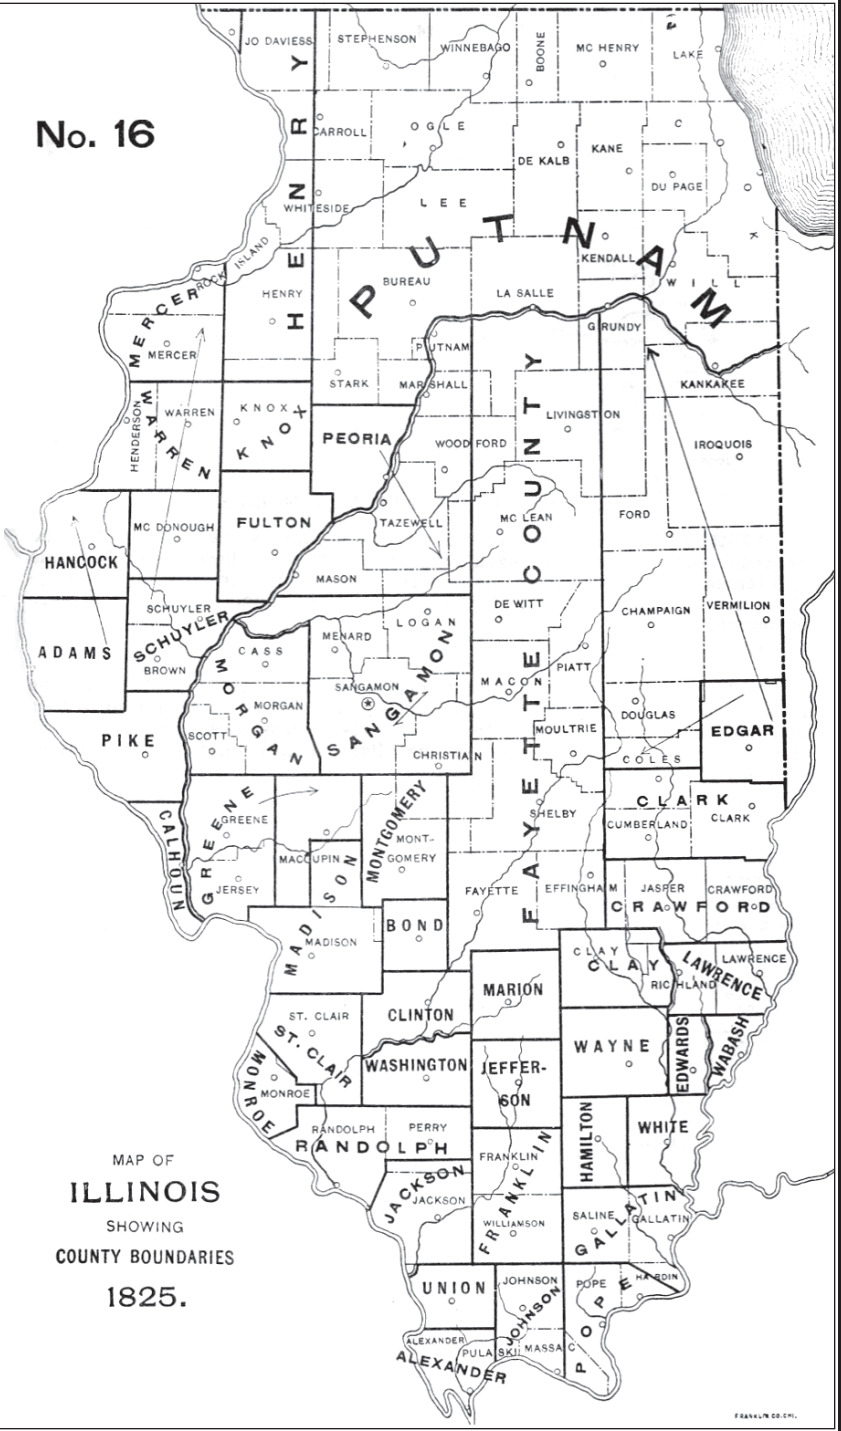 No. 16
JO DAVIESS
STEPHENSON
WINNEBAGO
BOONE
MC HENRY
LAKE
CARROLL
OGLE
DE KALB
KANE
C
DU PAGE
WHITESIDE
LEE
K
KENDALL
WILL
ROCK ISLAND
HENRY
HENRY
BUREAU
LA SALLE
PUTNAM
GRUNDY
MERCER
MERCER
PUTNAM
STARK
MARSHALL
KANKAKEE
HENDERSON
WARREN
WARREN
KNOX
KNOX
PEORIA
WOODFORD
LIVINGSTON
IROQUOIS
HANCOCK
MC DONOUGH
FULTON
TAZEWELL
MC LEAN
FORD
MASON
ADAMS
SCHUYLER
SCHUYLER
BROWN
CASS
MENARD
LOGAN
DE WITT
CHAMPAIGN
VERMILION
PIATT
MORGAN
MORGAN
SANGAMON
SANGAMON
MACON
PIKE
SCOTT
CHRISTIAN
MOULTRIE
DOUGLAS
EDGAR
COLES
FAYETTE COUNTY
CALHOUN
GREENE
GREENE
JERSEY
MACOUPIN
MONTGOMERY
MONT-
GOMERY
SHELBY
CLARK
CUMBERLAND
CLARK
MADISON
MADISON
BOND
FAYETTE
EFFINGHAM
JASPER
CRAWFORD
CRAWFORD
CLAY
CLAY
RICHLAND
LAWRENCE
LAWRENCE
ST. CLAIR
ST. CLAIR
CLINTON
MARION
WASHINGTON
JEFFER-
SON
WAYNE
EDWARDS
WABASH
MONROE
MONROE
RANDOLPH
PERRY
RANDOLPH
HAMILTON
WHITE
FRANKLIN
FRANKLIN
JACKSON
JACKSON
WILLIAMSON
SALINE
GALLATIN
GALLATIN
UNION
JOHNSON
JOHNSON
POPE
POPE
HARDIN
ALEXANDER
ALEXANDER
PULASKI
MASSAC
MAP OF
ILLINOIS
SHOWING
COUNTY BOUNDARIES
1825.
FRANKLIN CO. CHI.